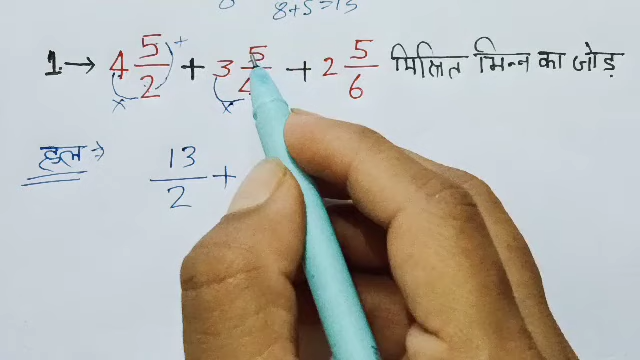 8+5=13
1.→ 4 5/2 + 3 5/4 + 2 5/6 मिश्रित भिन्न का जोड़
हल⇒ 13/2 +